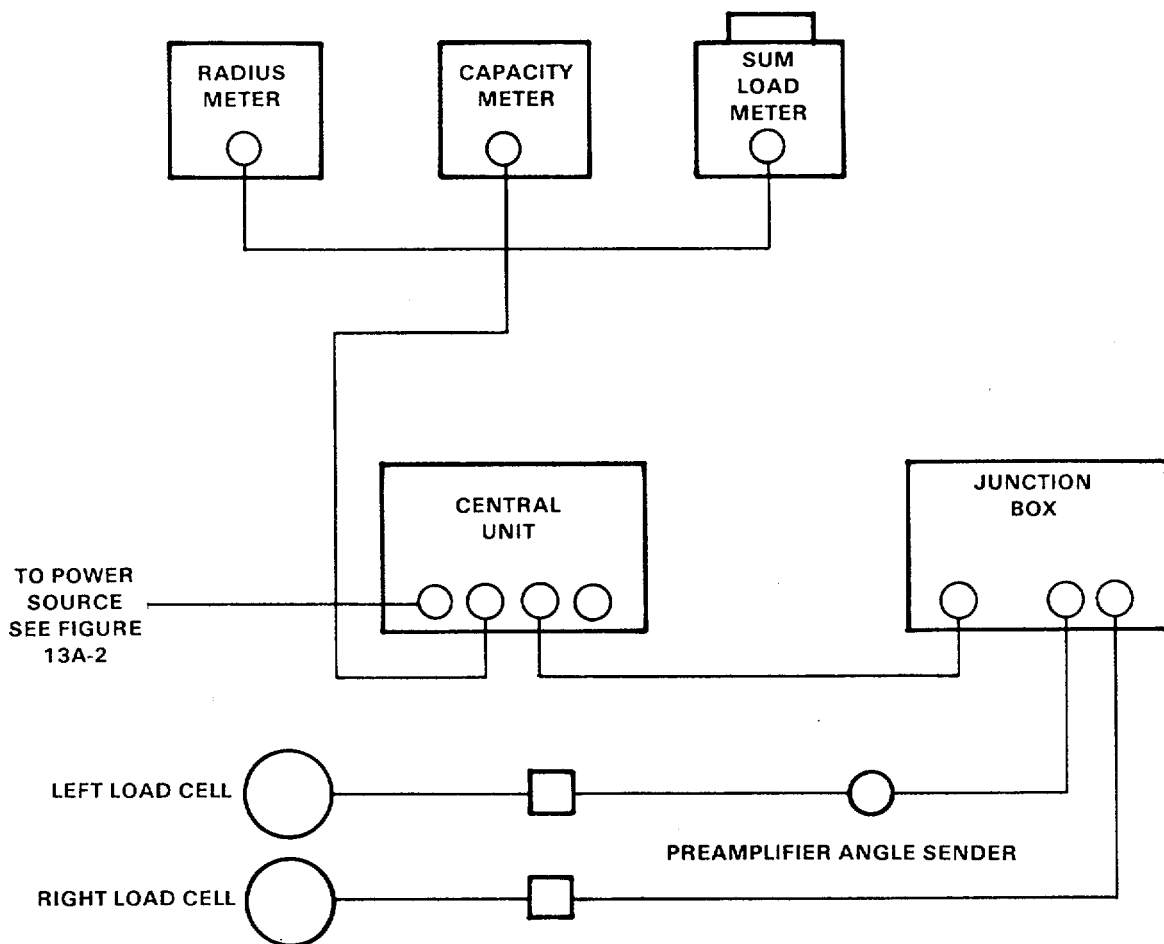 RADIUS
METER
CAPACITY
METER
SUM
LOAD
METER
CENTRAL
UNIT
JUNCTION
BOX
TO POWER
SOURCE
SEE FIGURE
13A-2
LEFT LOAD CELL
PREAMPLIFIER ANGLE SENDER
RIGHT LOAD CELL